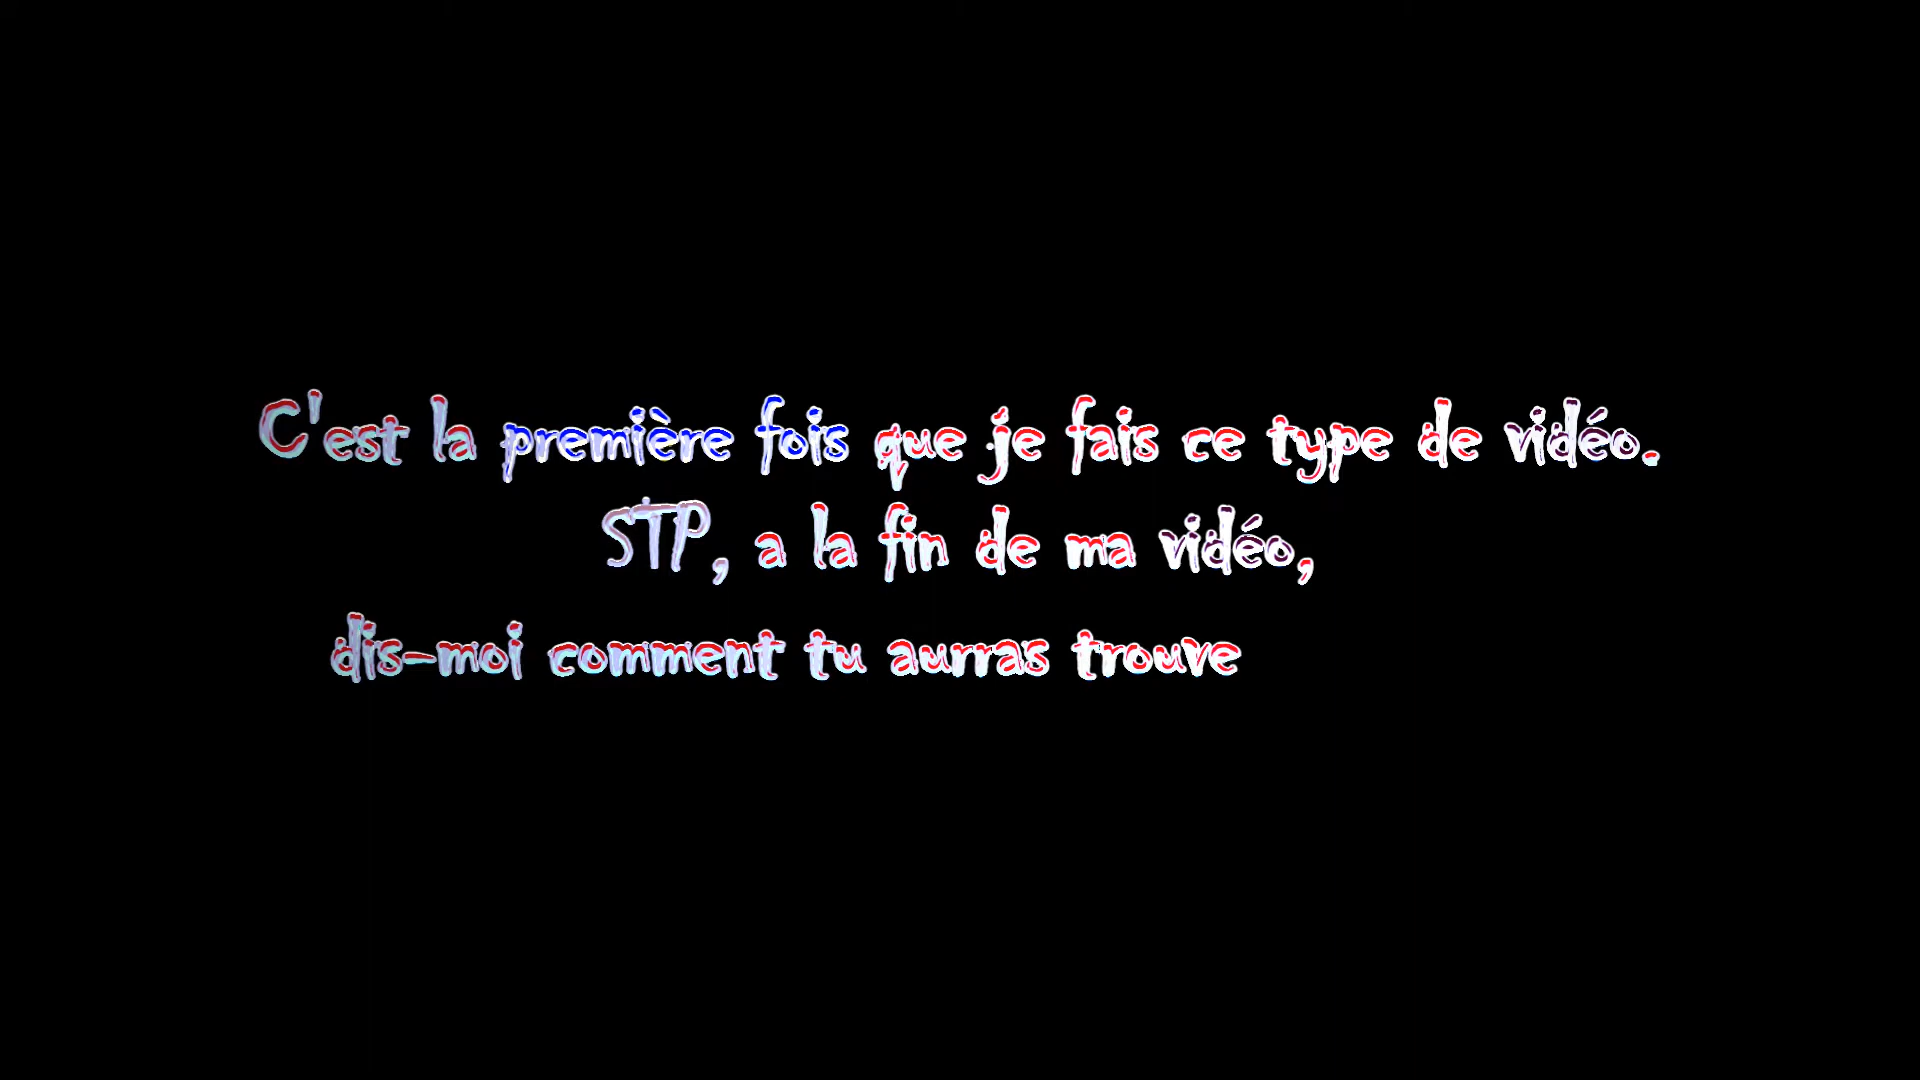 C'est la première fois que je fais ce type de vidéo.
STP, a la fin de ma vidéo,
dis-moi comment tu aurras trouve